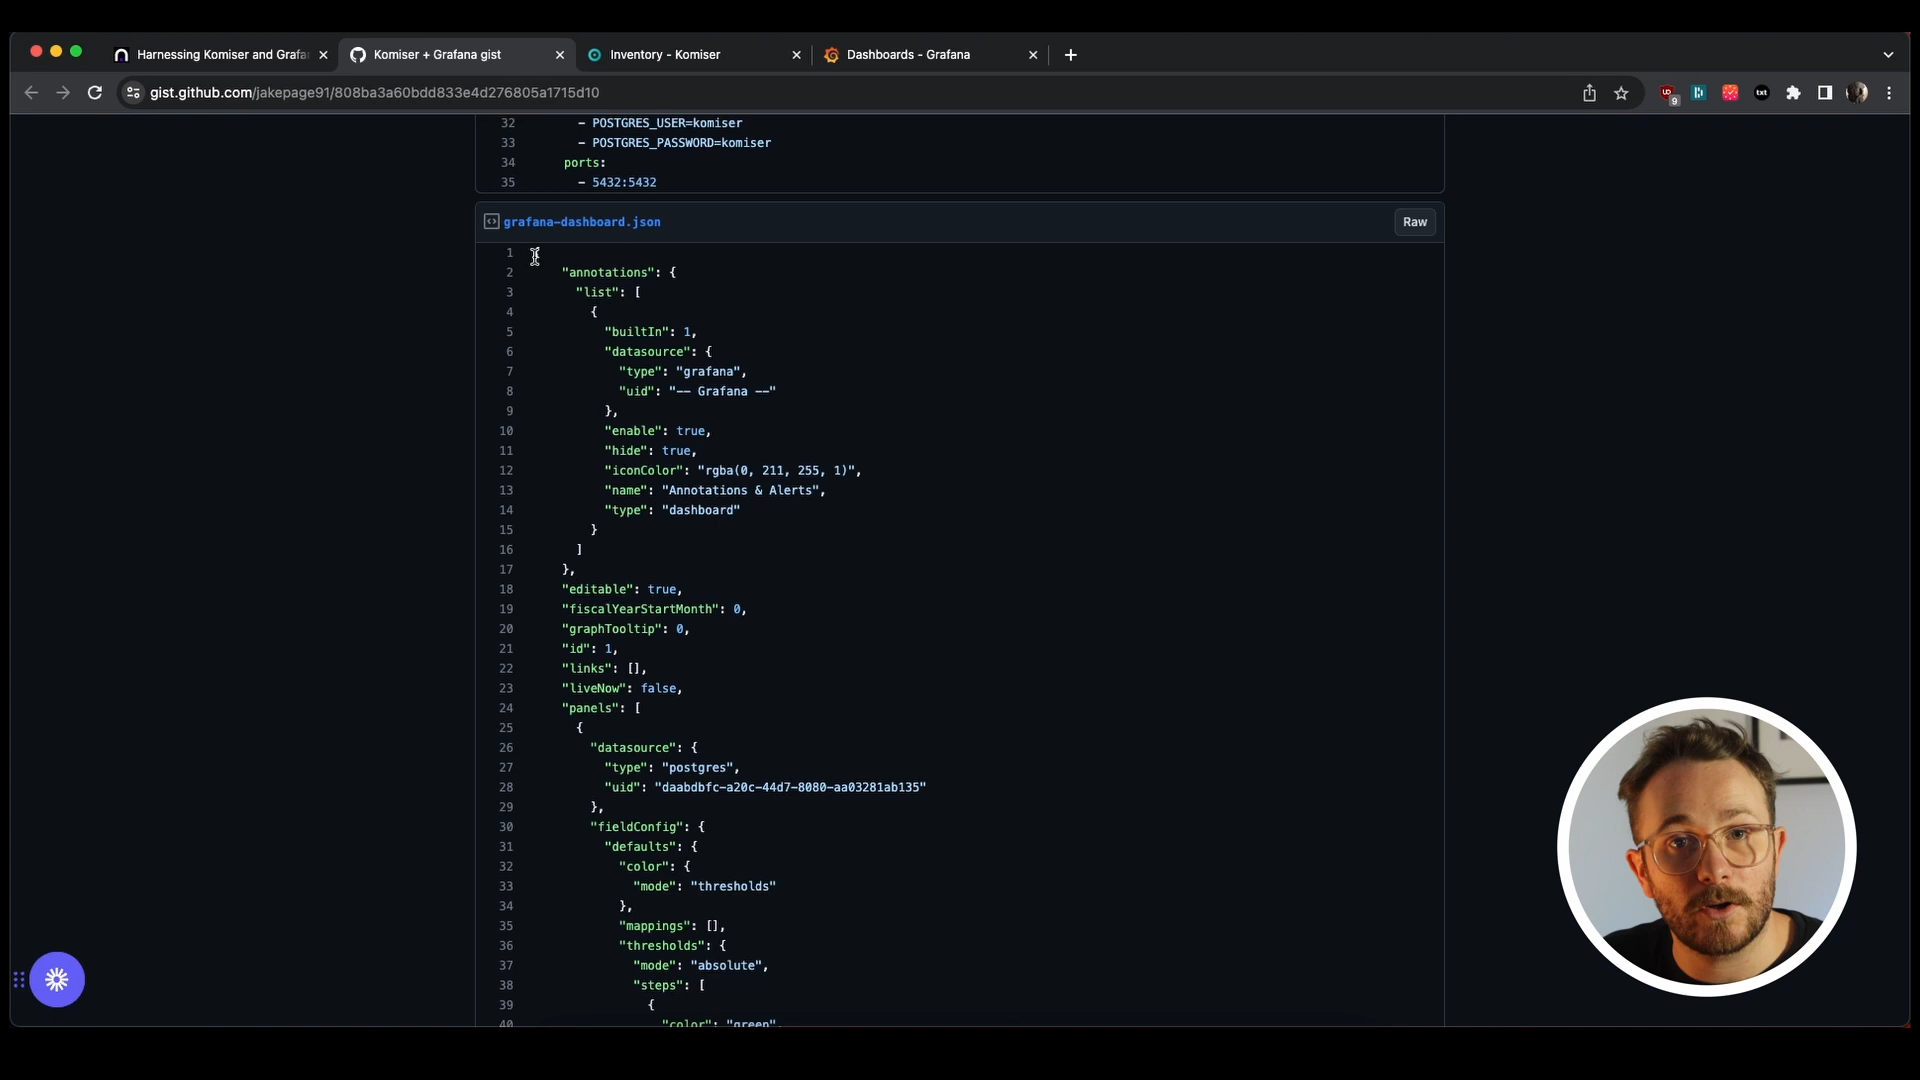 Harnessing Komiser and Grafa
Komiser + Grafana gist
Inventory - Komiser
Dashboards - Grafana
gist.github.com/jakepage91/808ba3a60bdd833e4d276805a1715d10
9
txt
32 - POSTGRES_USER=komiser
33 - POSTGRES_PASSWORD=komiser
34 ports:
35 - 5432:5432
grafana-dashboard.json
Raw
1
2 "annotations": {
3 "list": [
4 {
5 "builtIn": 1,
6 "datasource": {
7 "type": "grafana",
8 "uid": "-- Grafana --"
9 },
10 "enable": true,
11 "hide": true,
12 "iconColor": "rgba(0, 211, 255, 1)",
13 "name": "Annotations & Alerts",
14 "type": "dashboard"
15 }
16 ]
17 },
18 "editable": true,
19 "fiscalYearStartMonth": 0,
20 "graphTooltip": 0,
21 "id": 1,
22 "links": [],
23 "liveNow": false,
24 "panels": [
25 {
26 "datasource": {
27 "type": "postgres",
28 "uid": "daabdbfc-a20c-44d7-8080-aa03281ab135"
29 },
30 "fieldConfig": {
31 "defaults": {
32 "color": {
33 "mode": "thresholds"
34 },
35 "mappings": [],
36 "thresholds": {
37 "mode": "absolute",
38 "steps": [
39 {
40 "color": "green",